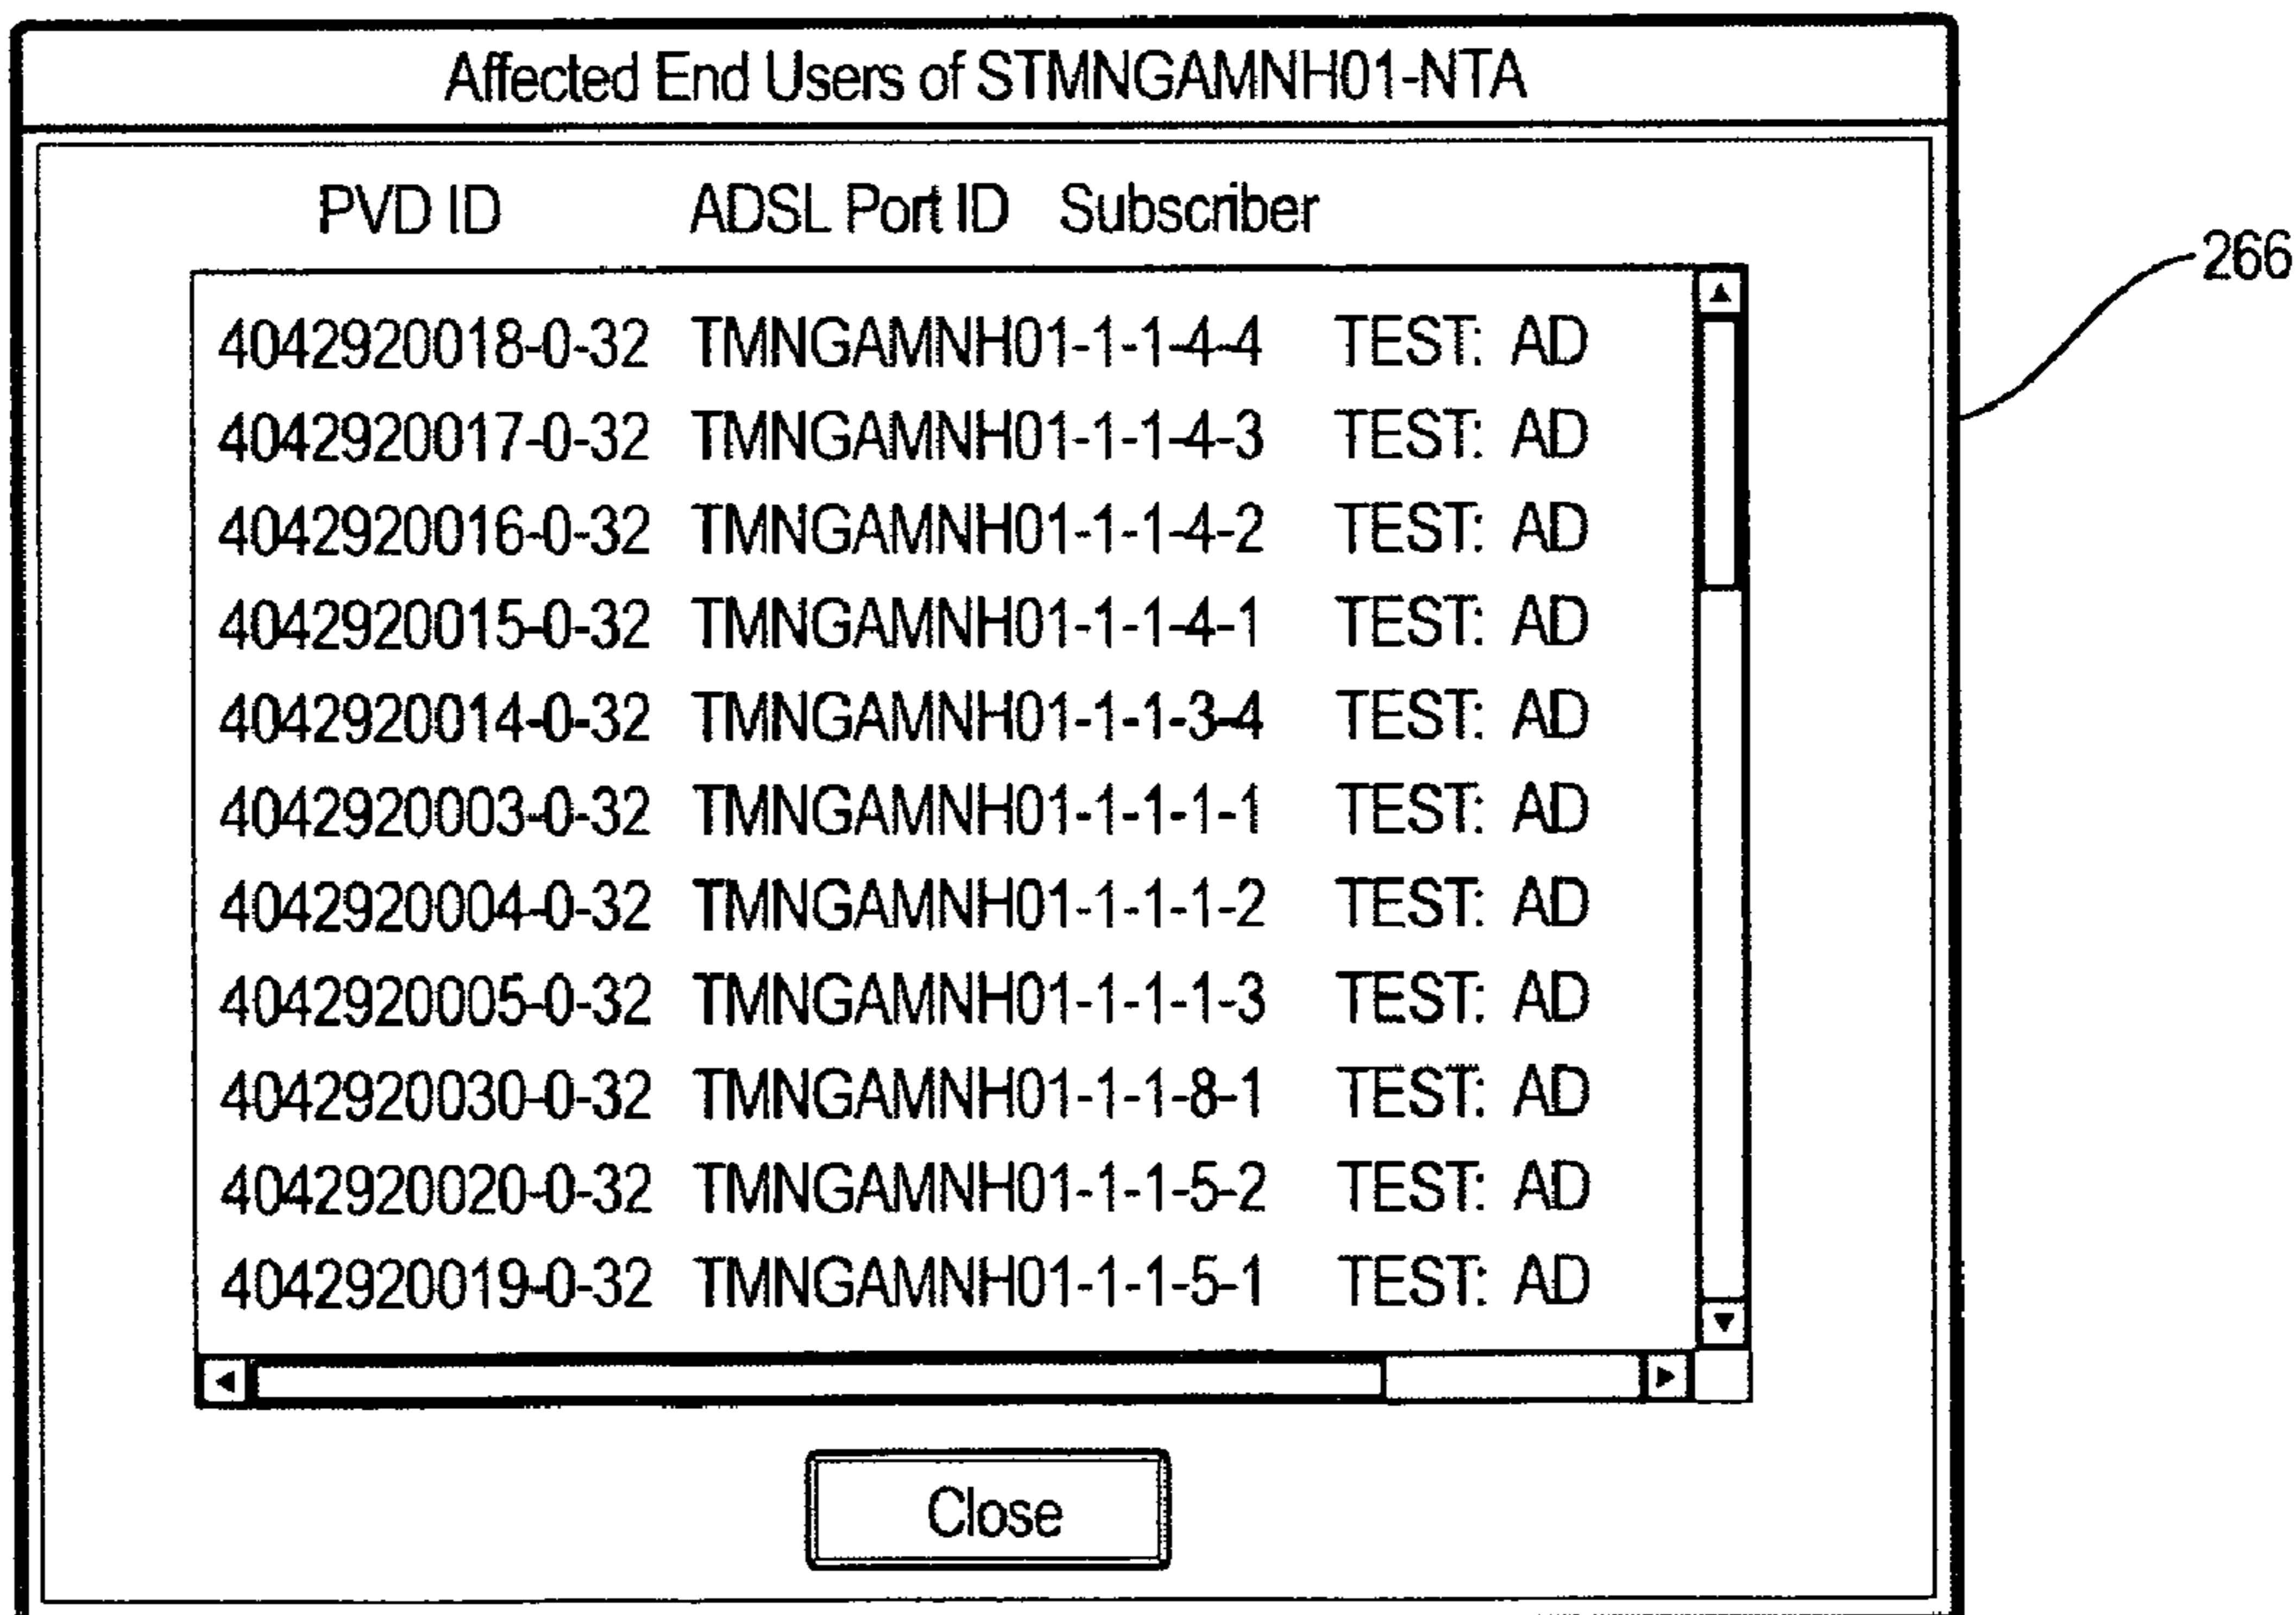 Affected End Users of STMNGAMNH01-NTA
PVD ID ADSL Port ID Subscriber
266
4042920018-0-32 TMNGAMNH01-1-1-4-4 TEST: AD
4042920017-0-32 TMNGAMNH01-1-1-4-3 TEST: AD
4042920016-0-32 TMNGAMNH01-1-1-4-2 TEST: AD
4042920015-0-32 TMNGAMNH01-1-1-4-1 TEST: AD
4042920014-0-32 TMNGAMNH01-1-1-3-4 TEST: AD
4042920003-0-32 TMNGAMNH01-1-1-1-1 TEST: AD
4042920004-0-32 TMNGAMNH01-1-1-1-2 TEST: AD
4042920005-0-32 TMNGAMNH01-1-1-1-3 TEST: AD
4042920030-0-32 TMNGAMNH01-1-1-8-1 TEST: AD
4042920020-0-32 TMNGAMNH01-1-1-5-2 TEST: AD
4042920019-0-32 TMNGAMNH01-1-1-5-1 TEST: AD
Close